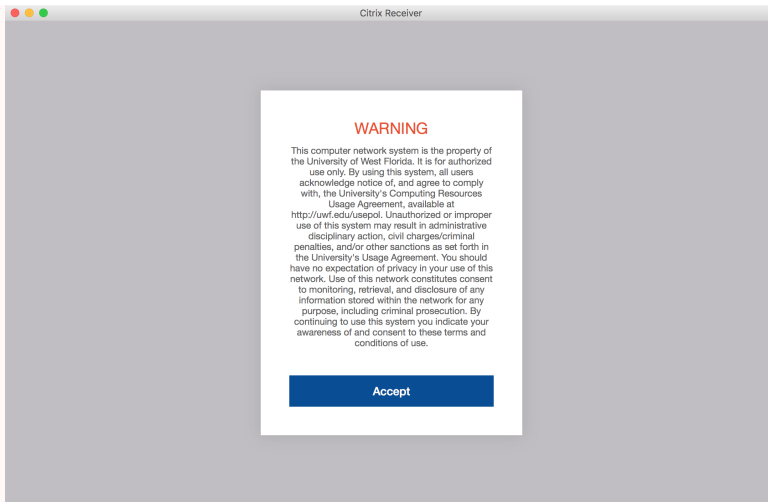 Citrix Receiver
WARNING
This computer network system is the property of
the University of West Florida. It is for authorized
use only. By using this system, all users
acknowledge notice of, and agree to comply
with, the University's Computing Resources
Usage Agreement, available at
http://uwf.edu/usepol. Unauthorized or improper
use of this system may result in administrative
disciplinary action, civil charges/criminal
penalties, and/or other sanctions as set forth in
the University's Usage Agreement. You should
have no expectation of privacy in your use of this
network. Use of this network constitutes consent
to monitoring, retrieval, and disclosure of any
information stored within the network for any
purpose, including criminal prosecution. By
continuing to use this system you indicate your
awareness of and consent to these terms and
conditions of use.
Accept